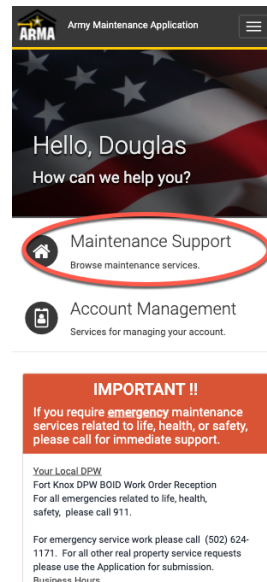 ARMA
Army Maintenance Application
Hello, Douglas
How can we help you?
Maintenance Support
Browse maintenance services.
Account Management
Services for managing your account.
IMPORTANT !!
If you require emergency maintenance
services related to life, health, or safety,
please call for immediate support.
Your Local DPW
Fort Knox DPW BOID Work Order Reception
For all emergencies related to life, health,
safety, please call 911.
For emergency service work please call (502) 624-
1171. For all other real property service requests
please use the Application for submission.
Business Hours